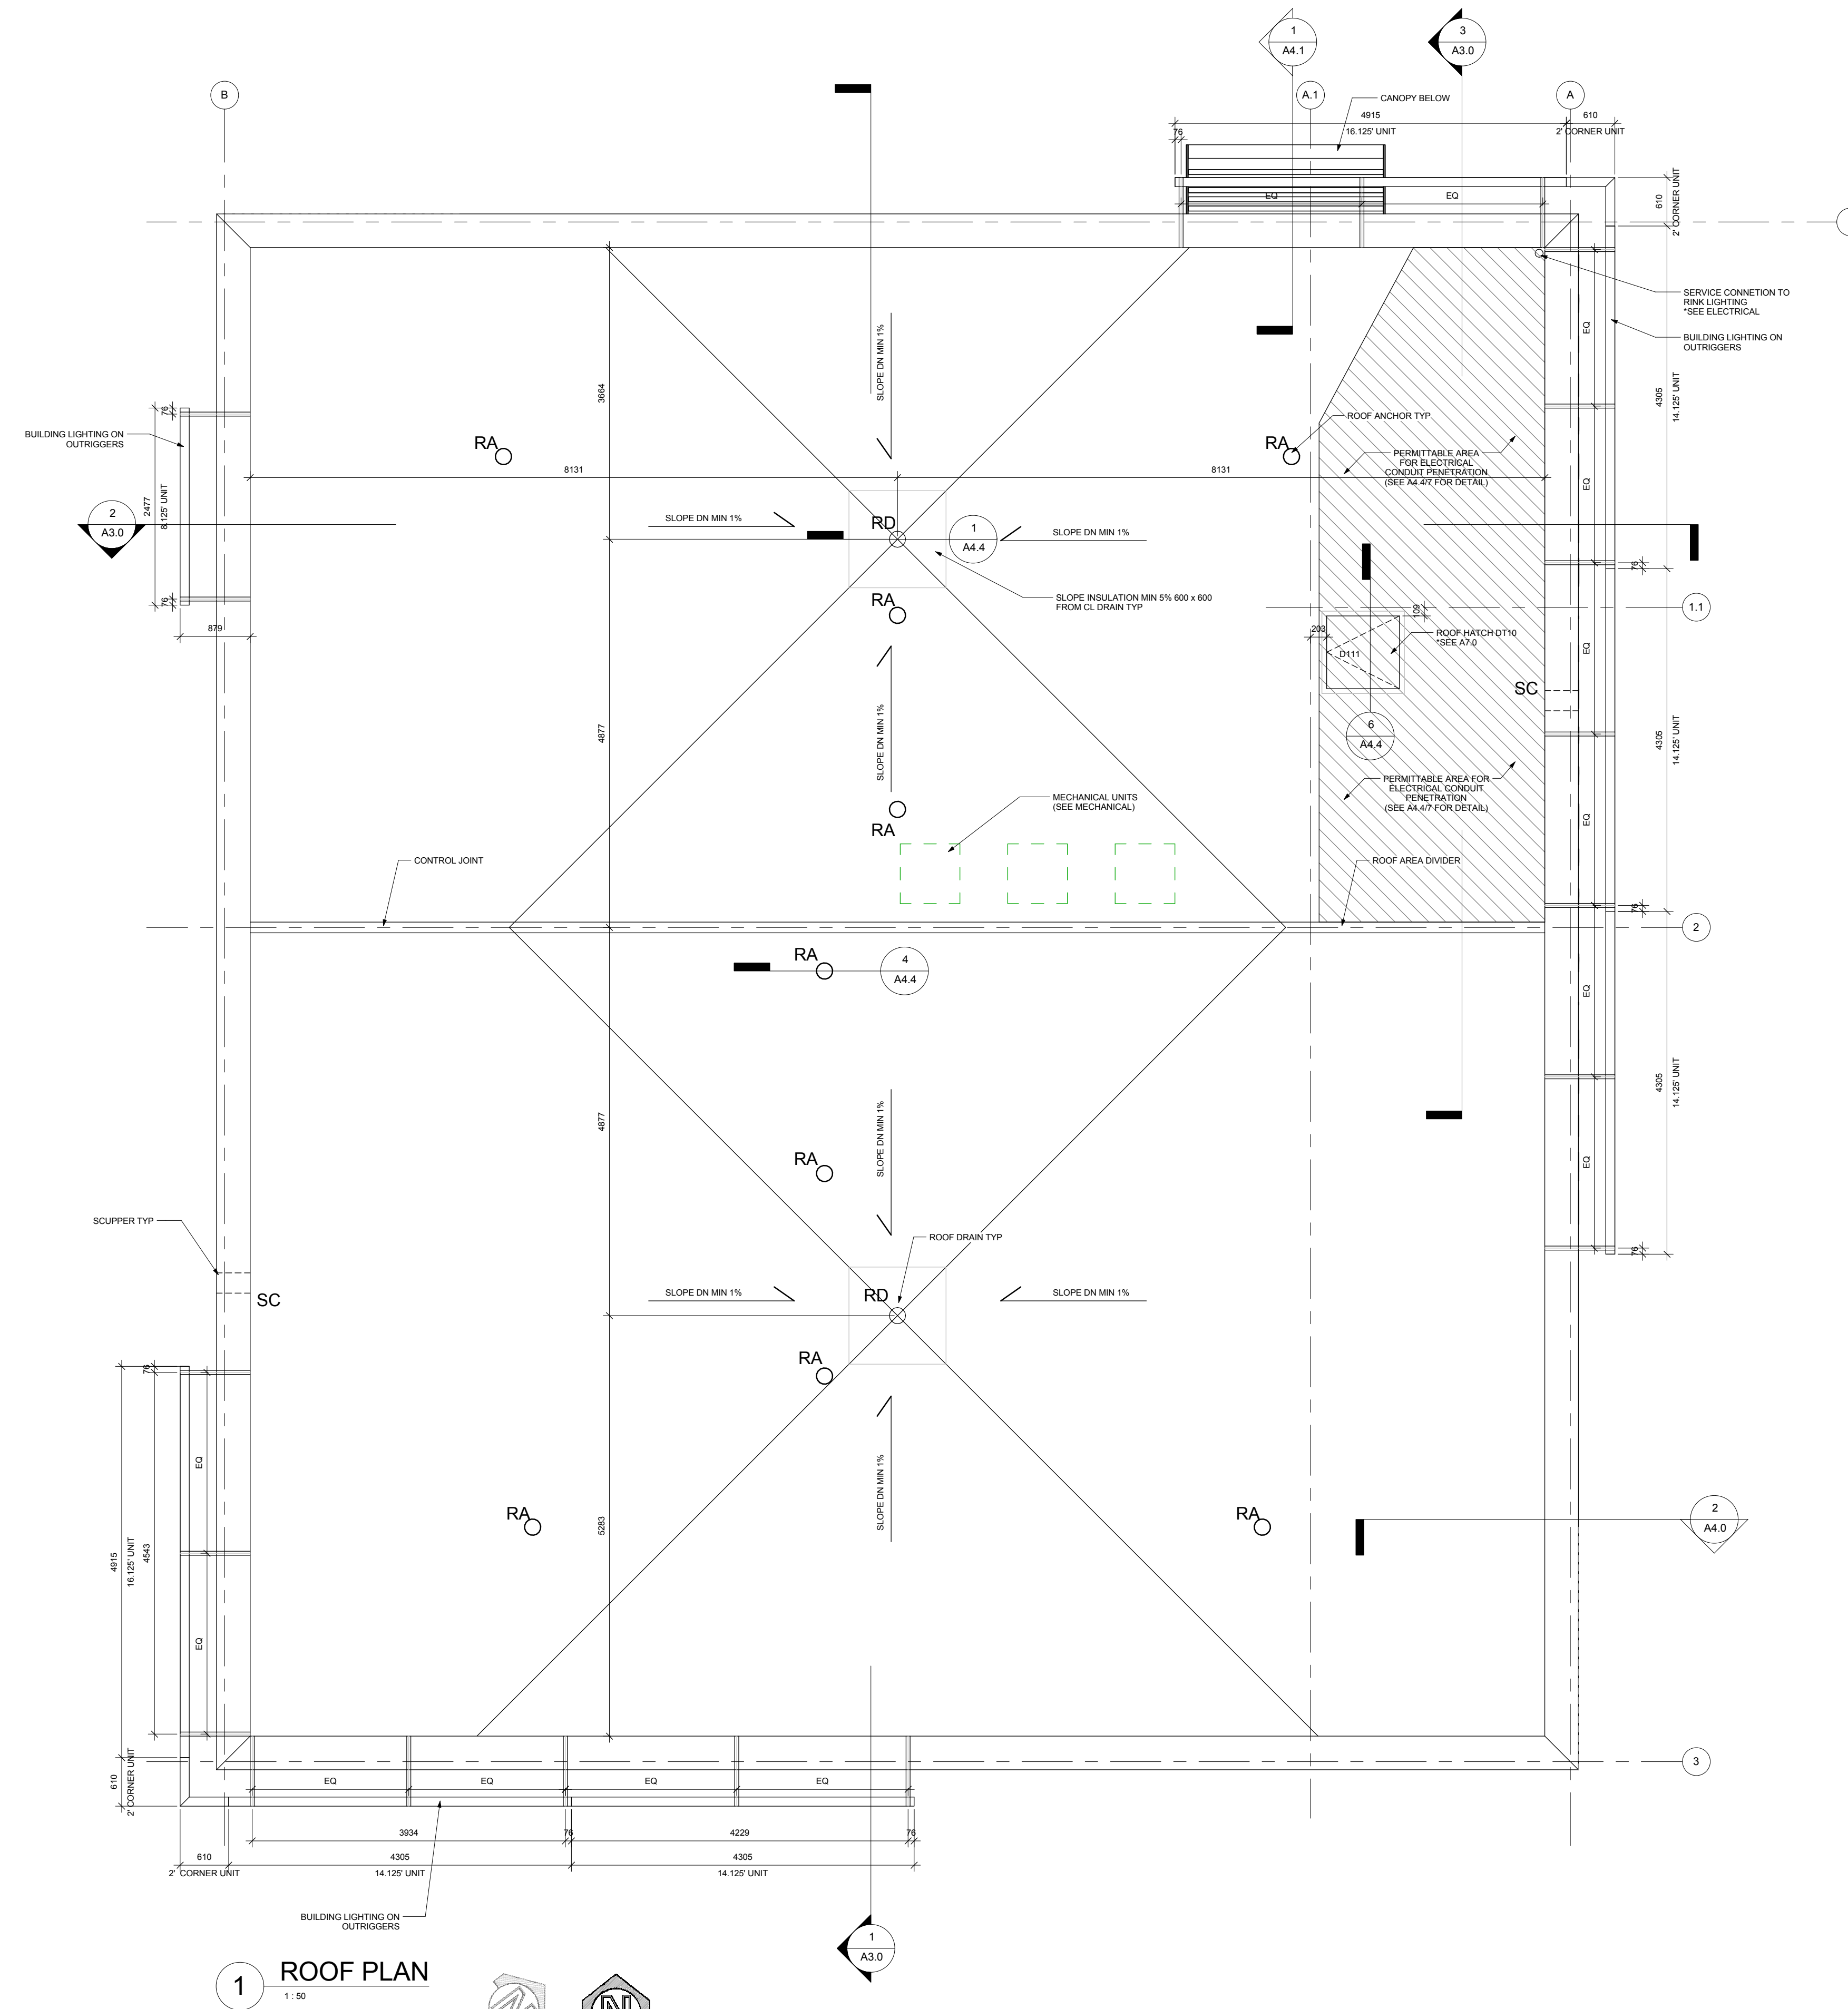 1
A4.1
3
A3.0
B
A.1
A
CANOPY BELOW
4915
610
76
16.125' UNIT
2' CORNER UNIT
EQ
EQ
610
2' CORNER UNIT
SERVICE CONNETION TO
RINK LIGHTING
*SEE ELECTRICAL
BUILDING LIGHTING ON
OUTRIGGERS
EQ
SLOPE DN MIN 1%
3664
4305
14.125' UNIT
76
BUILDING LIGHTING ON
OUTRIGGERS
RA
RA
ROOF ANCHOR TYP
PERMITTABLE AREA
FOR ELECTRICAL
CONDUIT PENETRATION
(SEE A4.4/7 FOR DETAIL)
8131
8131
EQ
2477
8.125' UNIT
2
A3.0
SLOPE DN MIN 1%
RD
1
A4.4
SLOPE DN MIN 1%
76
76
RA
SLOPE INSULATION MIN 5% 600 x 600
FROM CL DRAIN TYP
109
1.1
879
203
ROOF HATCH DT10
*SEE A7.0
D111
EQ
SC
6
A4.4
4877
SLOPE DN MIN 1%
4305
14.125' UNIT
PERMITTABLE AREA FOR
ELECTRICAL CONDUIT
PENETRATION
(SEE A4.4/7 FOR DETAIL)
EQ
MECHANICAL UNITS
(SEE MECHANICAL)
RA
CONTROL JOINT
ROOF AREA DIVIDER
76
2
RA
4
A4.4
EQ
4877
SLOPE DN MIN 1%
4305
14.125' UNIT
RA
EQ
SCUPPER TYP
ROOF DRAIN TYP
76
SC
SLOPE DN MIN 1%
RD
SLOPE DN MIN 1%
RA
76
EQ
SLOPE DN MIN 1%
RA
RA
5283
2
A4.0
4915
16.125' UNIT
4543
EQ
3
610
2' CORNER UNIT
EQ
EQ
EQ
EQ
3934
76
4229
76
610
4305
4305
2' CORNER UNIT
14.125' UNIT
14.125' UNIT
BUILDING LIGHTING ON
OUTRIGGERS
1
A3.0
1
ROOF PLAN
1 : 50
N